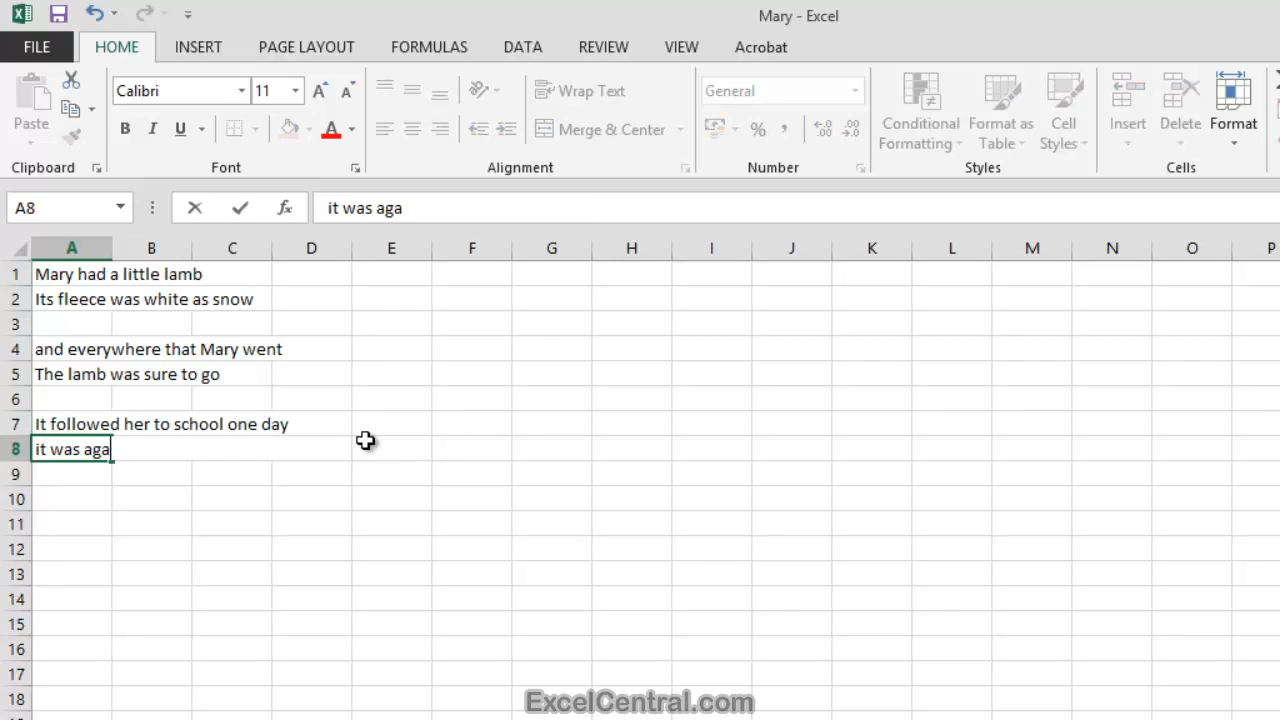 Mary - Excel
FILE HOME INSERT PAGE LAYOUT FORMULAS DATA REVIEW VIEW Acrobat
Calibri 11 A A Wrap Text General
Paste B I U A Merge & Center % , Conditional Formatting Format as Table Cell Styles Insert Delete Format
Clipboard Font Alignment Number Styles Cells
A8 fx it was aga
A B C D E F G H I J K L M N O P
1 Mary had a little lamb
2 Its fleece was white as snow
3
4 and everywhere that Mary went
5 The lamb was sure to go
6
7 It followed her to school one day
8 it was aga
9
10
11
12
13
14
15
16
17
18
ExcelCentral.com